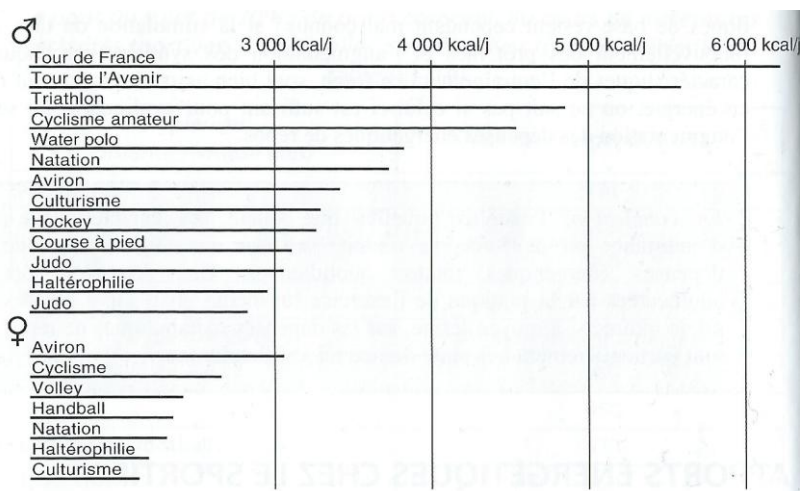 ♂
3 000 kcal/j 4 000 kcal/j 5 000 kcal/j 6 000 kcal/j
Tour de France
Tour de l'Avenir
Triathlon
Cyclisme amateur
Water polo
Natation
Aviron
Culturisme
Hockey
Course à pied
Judo
Haltérophilie
Judo
♀
Aviron
Cyclisme
Volley
Handball
Natation
Haltérophilie
Culturisme